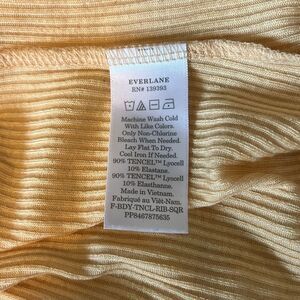 EVERLANE
RN# 139393
Machine Wash Cold
With Like Colors.
Only Non-Chlorine
Bleach When Needed.
Lay Flat To Dry.
Cool Iron If Needed.
90% TENCEL™ Lyocell
10% Elastane.
90% TENCEL™ Lyocell
10% Élasthanne.
Made in Vietnam.
Fabriqué au Viêt-Nam.
F-BDY-TNCL-RIB-SQR
PP8467875635